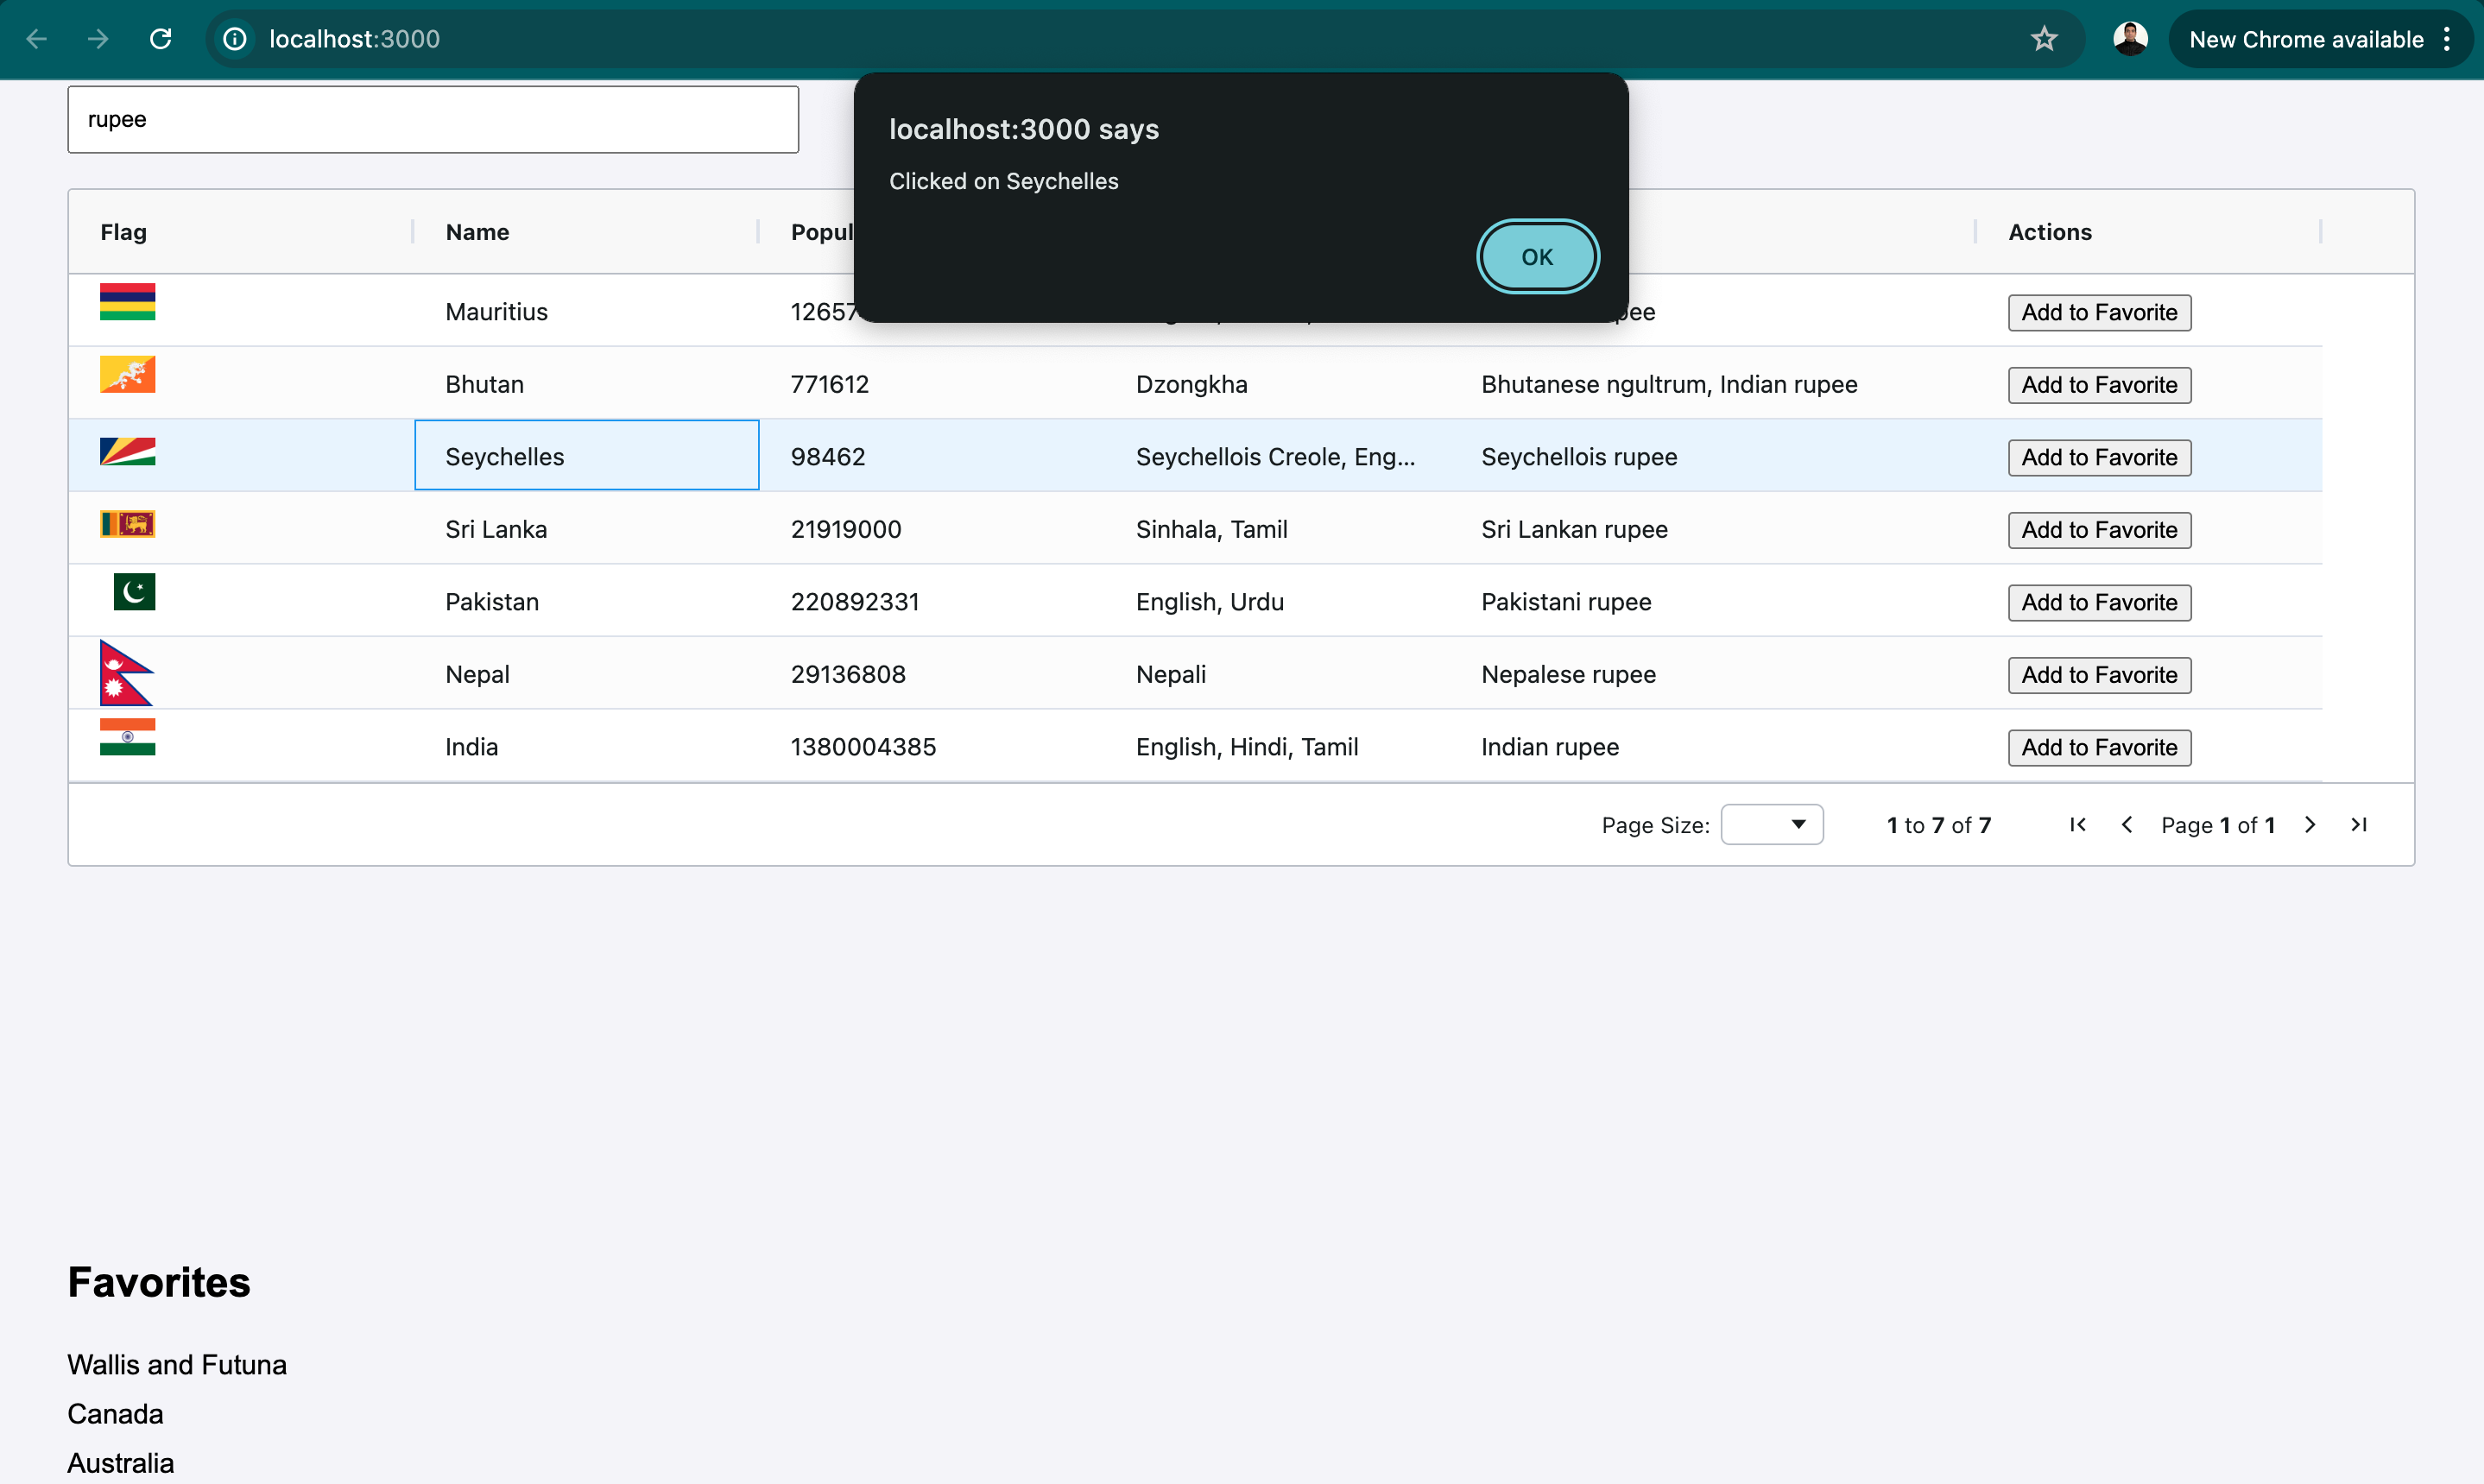 localhost:3000
New Chrome available
rupee
localhost:3000 says
Clicked on Seychelles
OK
Flag Name Popul Actions
Mauritius 12657 Add to Favorite
Bhutan 771612 Dzongkha Bhutanese ngultrum, Indian rupee Add to Favorite
Seychelles 98462 Seychellois Creole, Eng... Seychellois rupee Add to Favorite
Sri Lanka 21919000 Sinhala, Tamil Sri Lankan rupee Add to Favorite
Pakistan 220892331 English, Urdu Pakistani rupee Add to Favorite
Nepal 29136808 Nepali Nepalese rupee Add to Favorite
India 1380004385 English, Hindi, Tamil Indian rupee Add to Favorite
Page Size: 1 to 7 of 7 Page 1 of 1
Favorites
Wallis and Futuna
Canada
Australia